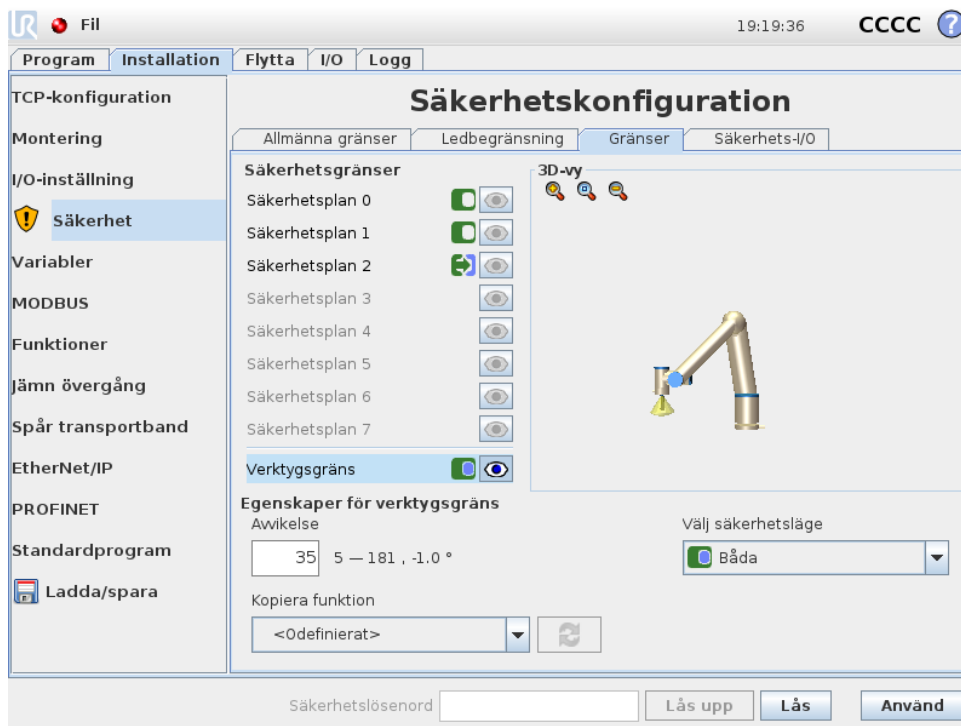 UR Fil 19:19:36 CCCC ?
Program Installation Flytta I/O Logg
TCP-konfiguration
Montering
I/O-inställning
Säkerhet
Variabler
MODBUS
Funktioner
Jämn övergång
Spår transportband
EtherNet/IP
PROFINET
Standardprogram
Ladda/spara
Säkerhetskonfiguration
Allmänna gränser Ledbegränsning Gränser Säkerhets-I/O
Säkerhetsgränser
Säkerhetsplan 0
Säkerhetsplan 1
Säkerhetsplan 2
Säkerhetsplan 3
Säkerhetsplan 4
Säkerhetsplan 5
Säkerhetsplan 6
Säkerhetsplan 7
Verktygsgräns
3D-vy
Egenskaper för verktygsgräns
Avvikelse
35 5 — 181 , -1.0 °
Välj säkerhetsläge
Båda
Kopiera funktion
<Odefinierat>
Säkerhetslösenord Lås upp Lås Använd